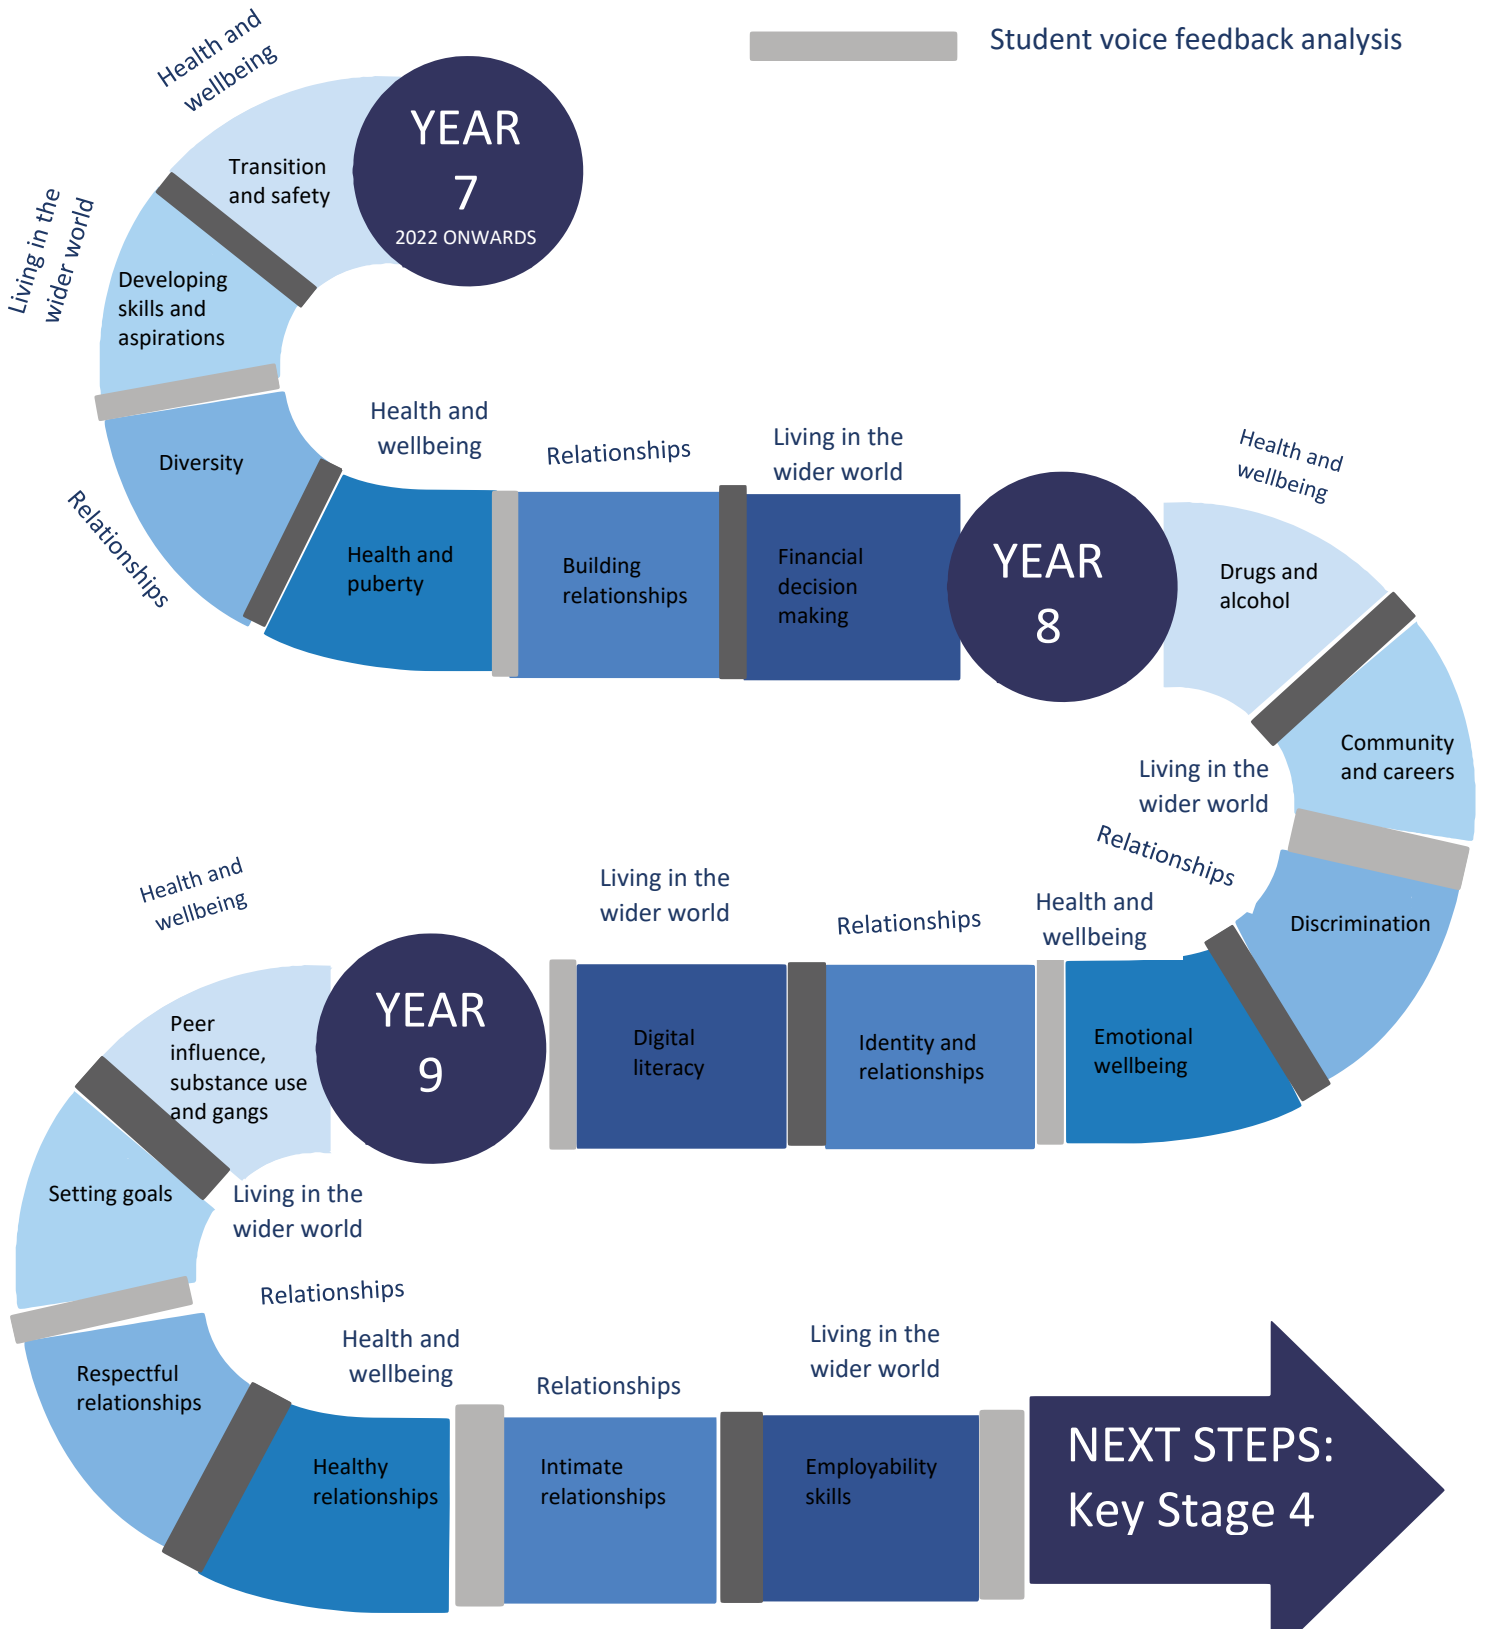 Student voice feedback analysis
Health and
wellbeing
YEAR
7
2022 ONWARDS
Transition
and safety
Living in the
wider world
Developing
skills and
aspirations
Diversity
Relationships
Health and
wellbeing
Health and
puberty
Relationships
Building
relationships
Living in the
wider world
Financial
decision
making
YEAR
8
Health and
wellbeing
Drugs and
alcohol
Living in the
wider world
Community
and careers
Relationships
Discrimination
Health and
wellbeing
Emotional
wellbeing
Relationships
Identity and
relationships
Living in the
wider world
Digital
literacy
YEAR
9
Health and
wellbeing
Peer
influence,
substance use
and gangs
Living in the
wider world
Setting goals
Relationships
Respectful
relationships
Health and
wellbeing
Healthy
relationships
Relationships
Intimate
relationships
Living in the
wider world
Employability
skills
NEXT STEPS:
Key Stage 4